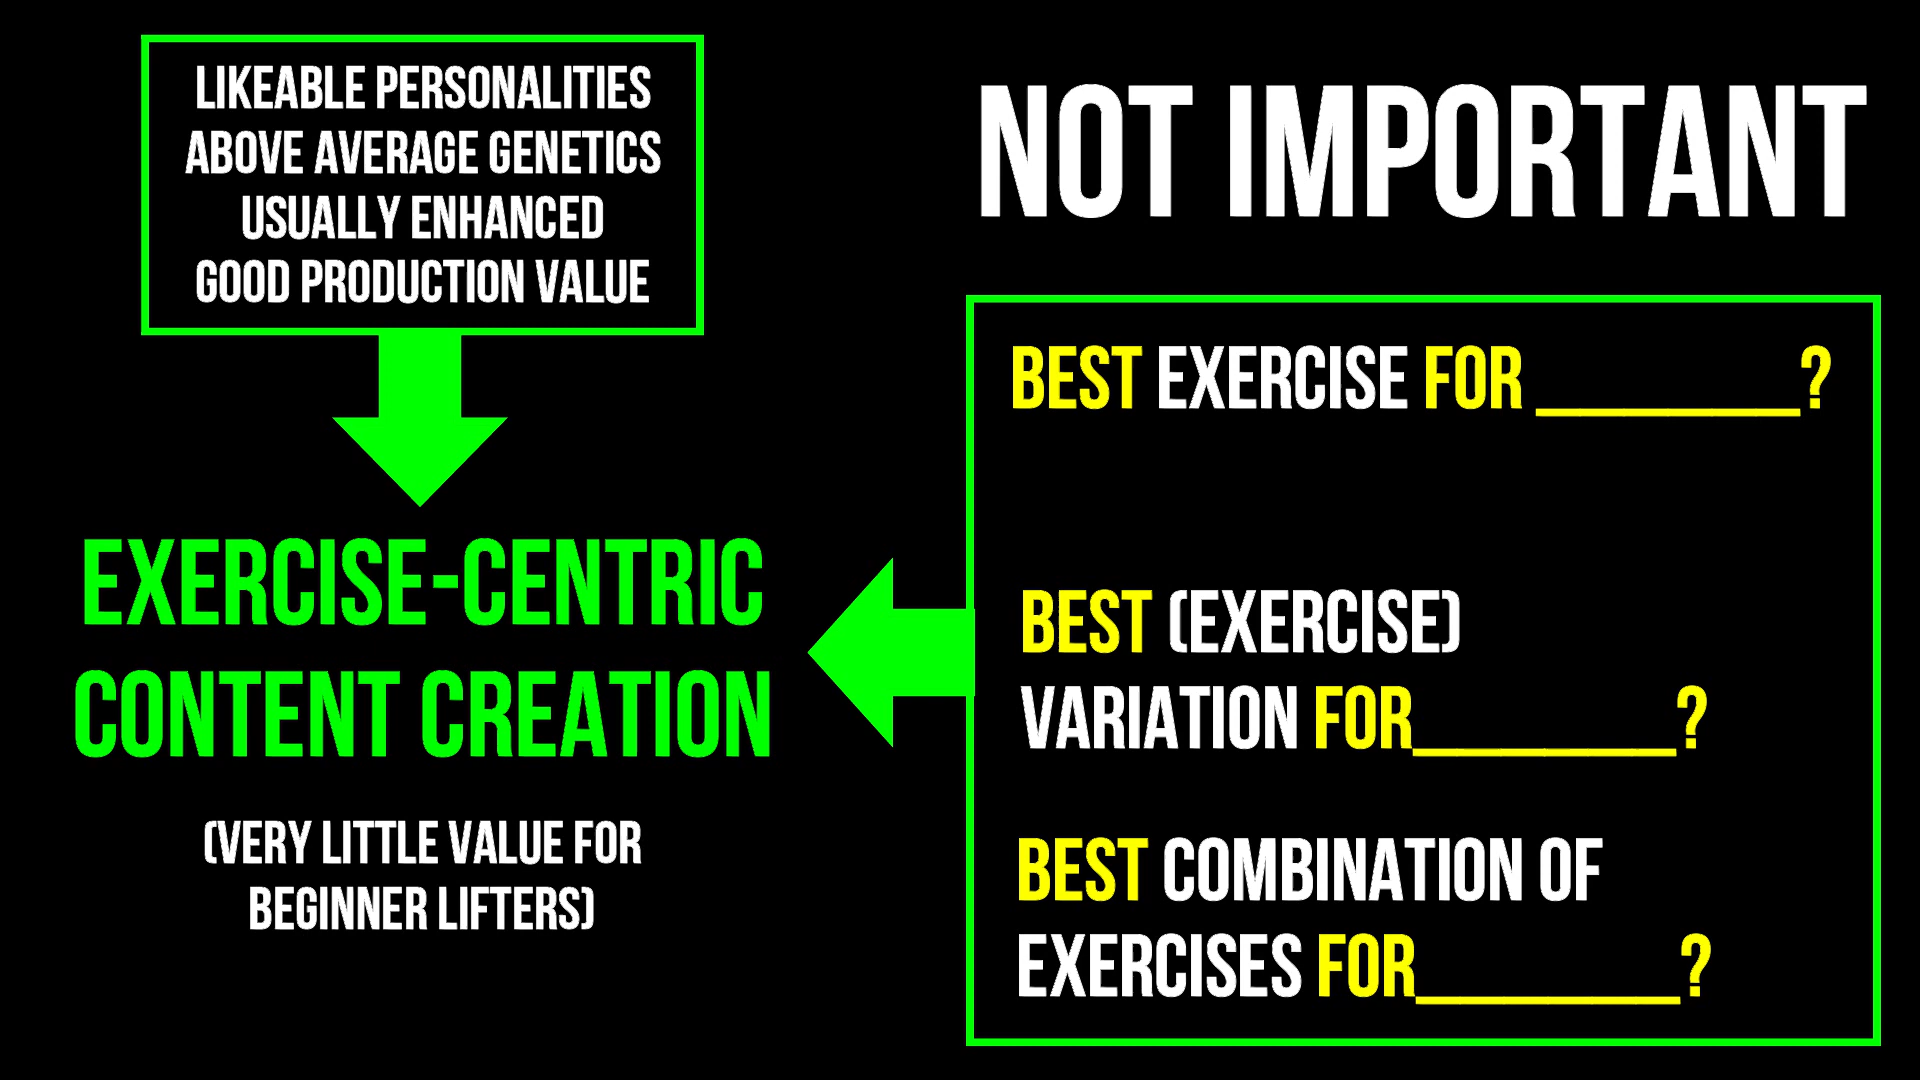 LIKEABLE PERSONALITIES
ABOVE AVERAGE GENETICS
USUALLY ENHANCED
GOOD PRODUCTION VALUE
EXERCISE-CENTRIC
CONTENT CREATION
(VERY LITTLE VALUE FOR
BEGINNER LIFTERS)
NOT IMPORTANT
BEST EXERCISE FOR ________?
BEST (EXERCISE)
VARIATION FOR________?
BEST COMBINATION OF
EXERCISES FOR________?